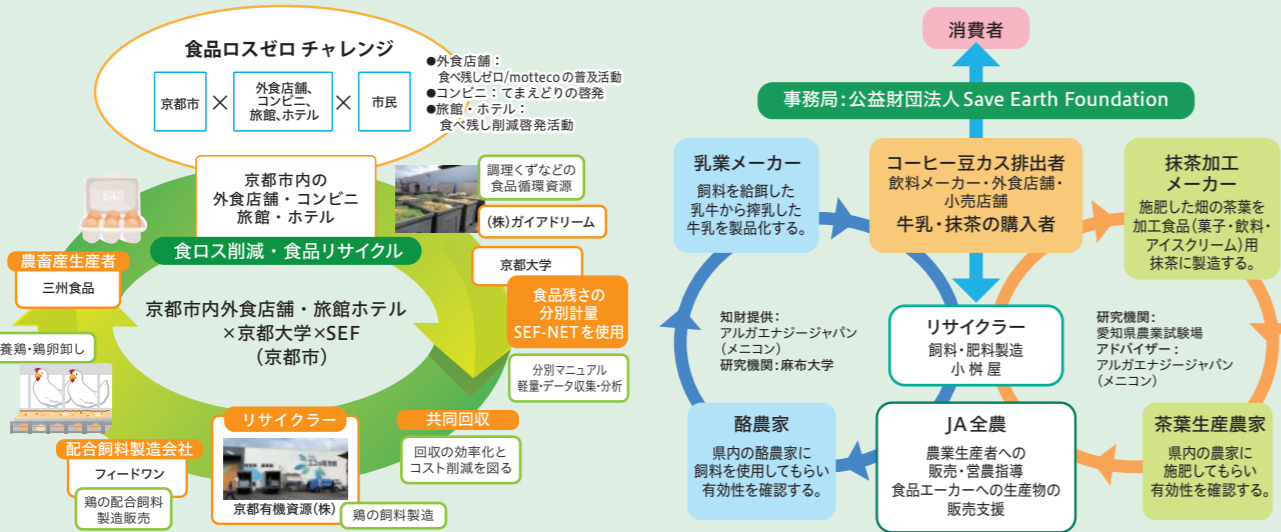 食品ロスゼロ チャレンジ
京都市
×
外食店舗、
コンビニ、
旅館、ホテル
×
市民
●外食店舗：
食べ残しゼロ/mottecoの普及活動
●コンビニ：てまえどりの啓発
●旅館・ホテル：
食べ残し削減啓発活動
京都市内の
外食店舗・コンビニ
旅館・ホテル
調理くずなどの
食品循環資源
(株)ガイアドリーム
食ロス削減・食品リサイクル
EGGS
農畜産生産者
三州食品
京都大学
食品残さの
分別計量
SEF-NETを使用
京都市内外食店舗・旅館ホテル
×京都大学×SEF
(京都市)
養鶏・鶏卵卸し
分別マニュアル
軽量・データ収集・分析
リサイクラー
共同回収
回収の効率化と
コスト削減を図る
配合飼料製造会社
フィードワン
鶏の配合飼料
製造販売
京都有機資源(株)
鶏の飼料製造
消費者
事務局：公益財団法人Save Earth Foundation
乳業メーカー
飼料を給餌した
乳牛から搾乳した
牛乳を製品化する。
コーヒー豆カス排出者
飲料メーカー・外食店舗・
小売店舗
牛乳・抹茶の購入者
抹茶加工
メーカー
施肥した畑の茶葉を
加工食品(菓子・飲料・
アイスクリーム)用
抹茶に製造する。
知財提供：
アルガエナジージャパン
(メニコン)
研究機関：麻布大学
リサイクラー
飼料・肥料製造
小桝屋
研究機関：
愛知県農業試験場
アドバイザー：
アルガエナジージャパン
(メニコン)
酪農家
県内の酪農家に
飼料を使用してもらい
有効性を確認する。
JA全農
農業生産者への
販売・営農指導
食品エーカーへの生産物の
販売支援
茶葉生産農家
県内の農家に
施肥してもらい
有効性を確認する。